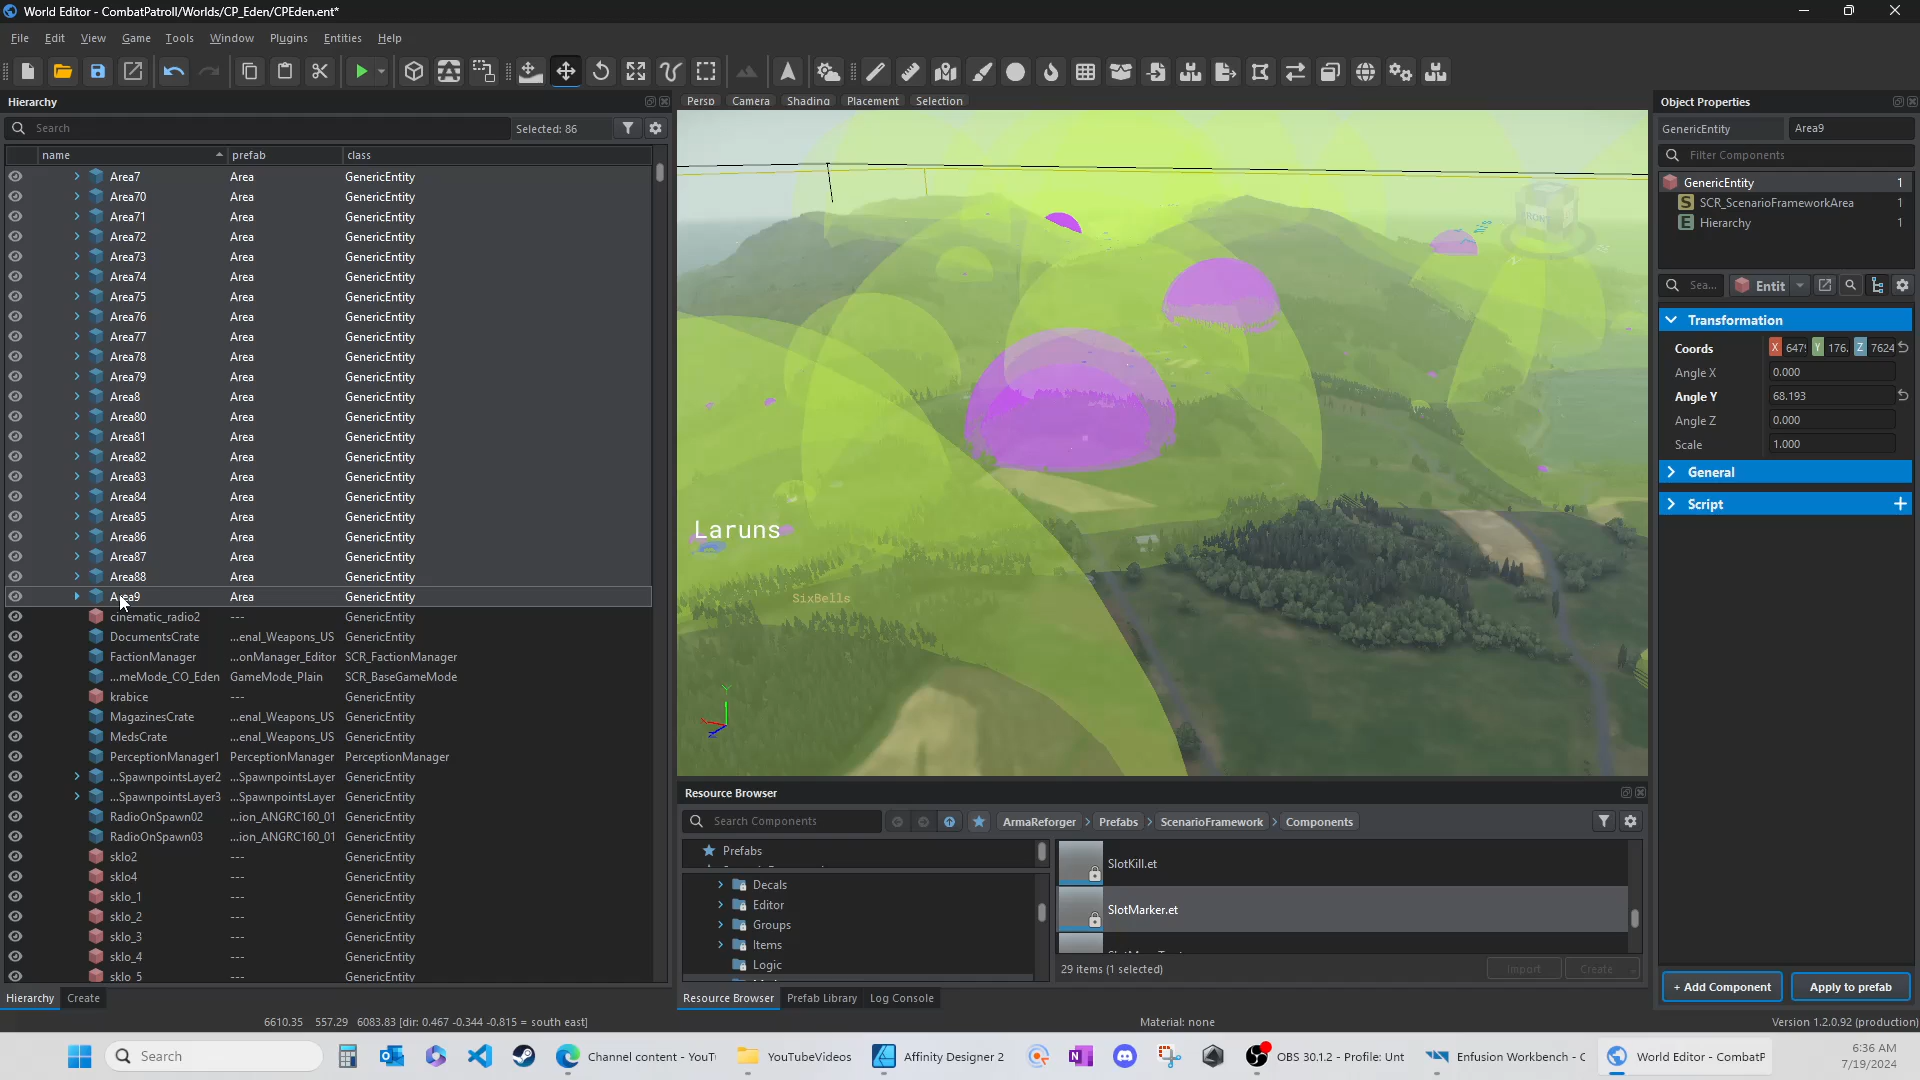 World Editor - CombatPatroll/Worlds/CP_Eden/CPEden.ent*
File Edit View Game Tools Window Plugins Entities Help
Hierarchy
Search Selected: 86
name prefab class
Area7 Area GenericEntity
Area70 Area GenericEntity
Area71 Area GenericEntity
Area72 Area GenericEntity
Area73 Area GenericEntity
Area74 Area GenericEntity
Area75 Area GenericEntity
Area76 Area GenericEntity
Area77 Area GenericEntity
Area78 Area GenericEntity
Area79 Area GenericEntity
Area8 Area GenericEntity
Area80 Area GenericEntity
Area81 Area GenericEntity
Area82 Area GenericEntity
Area83 Area GenericEntity
Area84 Area GenericEntity
Area85 Area GenericEntity
Area86 Area GenericEntity
Area87 Area GenericEntity
Area88 Area GenericEntity
Area9 Area GenericEntity
cinematic_radio2 --- GenericEntity
DocumentsCrate ...enal_Weapons_US GenericEntity
FactionManager ...onManager_Editor SCR_FactionManager
...meMode_CO_Eden GameMode_Plain SCR_BaseGameMode
krabice --- GenericEntity
MagazinesCrate ...enal_Weapons_US GenericEntity
MedsCrate ...enal_Weapons_US GenericEntity
PerceptionManager1 PerceptionManager PerceptionManager
...SpawnpointsLayer2 ...SpawnpointsLayer GenericEntity
...SpawnpointsLayer3 ...SpawnpointsLayer GenericEntity
RadioOnSpawn02 ...ion_ANGRC160_01 GenericEntity
RadioOnSpawn03 ...ion_ANGRC160_01 GenericEntity
sklo2 --- GenericEntity
sklo4 --- GenericEntity
sklo_1 --- GenericEntity
sklo_2 --- GenericEntity
sklo_3 --- GenericEntity
sklo_4 --- GenericEntity
sklo_5 --- GenericEntity
Hierarchy Create
6610.35 557.29 6083.83 [dir: 0.467 -0.344 -0.815 = south east]
Persp Camera Shading Placement Selection
Laruns
SixBells
X
Y
Z
Resource Browser
Search Components
ArmaReforger Prefabs ScenarioFramework Components
Prefabs
Decals
Editor
Groups
Items
Logic
SlotKill.et
SlotMarker.et
29 items (1 selected)
Import Create
Resource Browser Prefab Library Log Console
Material: none
Object Properties
GenericEntity Area9
Filter Components
GenericEntity 1
S SCR_ScenarioFrameworkArea 1
E Hierarchy 1
Sea... Entit
Transformation
Coords X 647 Y 176. Z 7624
Angle X 0.000
Angle Y 68.193
Angle Z 0.000
Scale 1.000
General
Script
+ Add Component Apply to prefab
Version 1.2.0.92 (production)
Search
Channel content - YouT
YouTubeVideos
Affinity Designer 2
OBS 30.1.2 - Profile: Unt
Enfusion Workbench - C
World Editor - CombatP
6:36 AM
7/19/2024